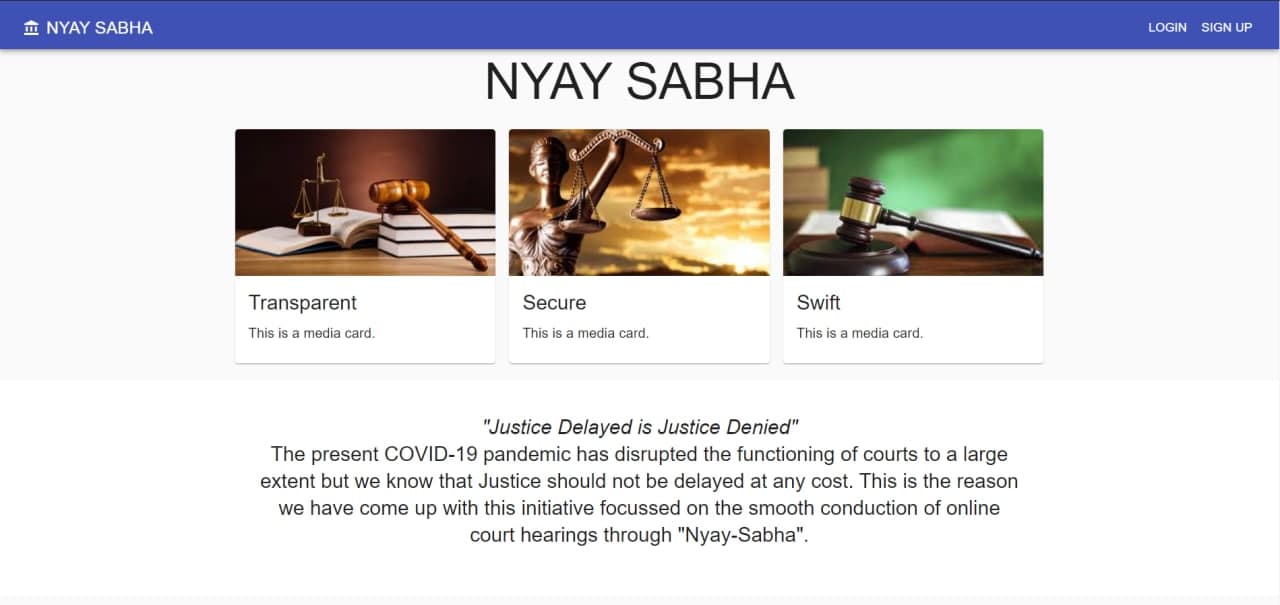 NYAY SABHA
LOGIN
SIGN UP
NYAY SABHA
Transparent
This is a media card.
Secure
This is a media card.
Swift
This is a media card.
"Justice Delayed is Justice Denied"
The present COVID-19 pandemic has disrupted the functioning of courts to a large
extent but we know that Justice should not be delayed at any cost. This is the reason
we have come up with this initiative focussed on the smooth conduction of online
court hearings through "Nyay-Sabha".